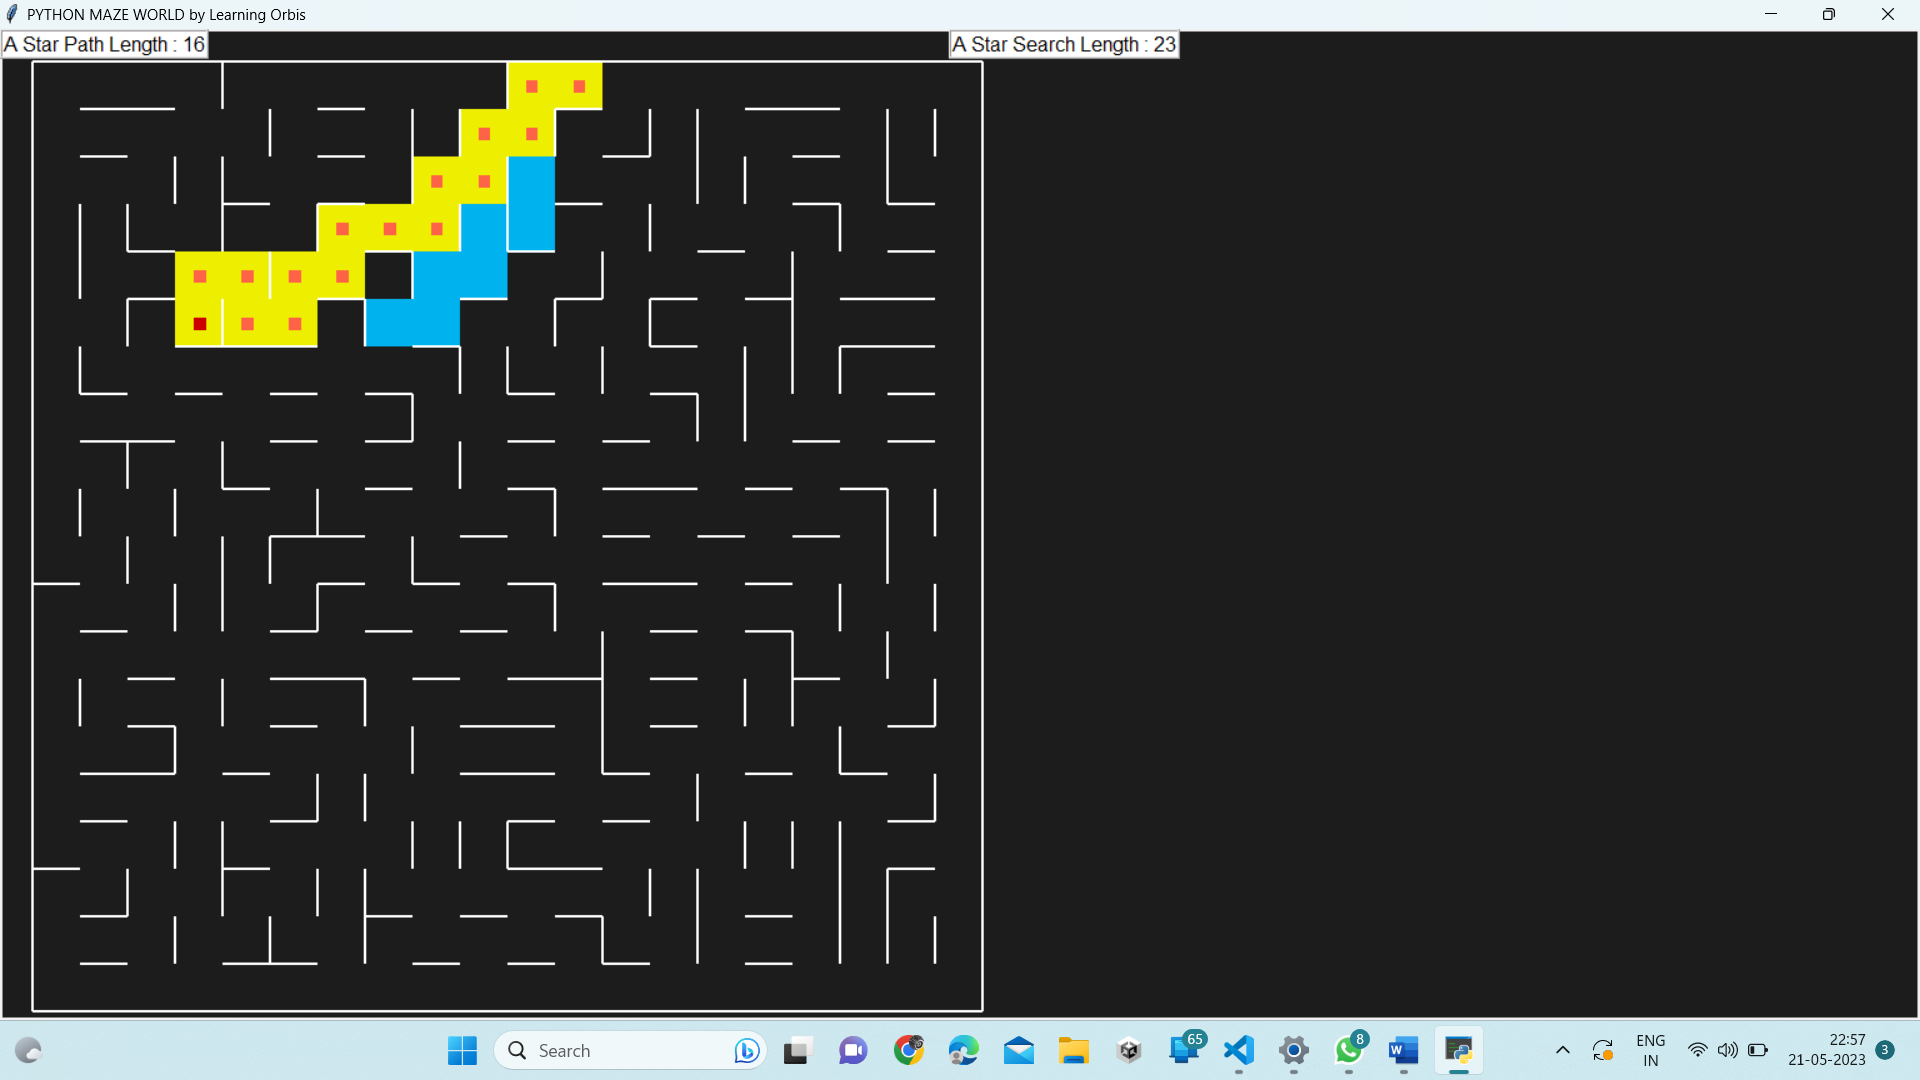 PYTHON MAZE WORLD by Learning Orbis
A Star Path Length : 16
A Star Search Length : 23
Search
65
8
ENG
IN
22:57
21-05-2023
3